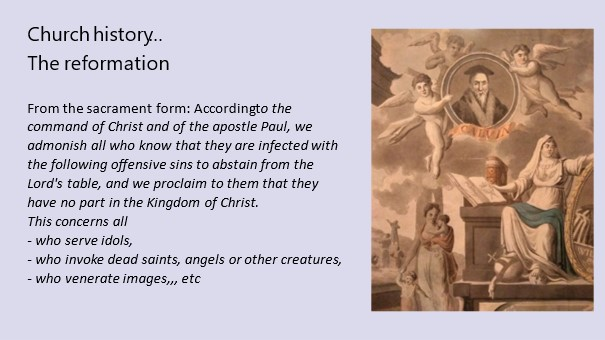 Church history..
The reformation
From the sacrament form: Accordingto the
command of Christ and of the apostle Paul, we
admonish all who know that they are infected with
the following offensive sins to abstain from the
Lord's table, and we proclaim to them that they
have no part in the Kingdom of Christ.
This concerns all
- who serve idols,
- who invoke dead saints, angels or other creatures,
- who venerate images,,, etc
CALVIN